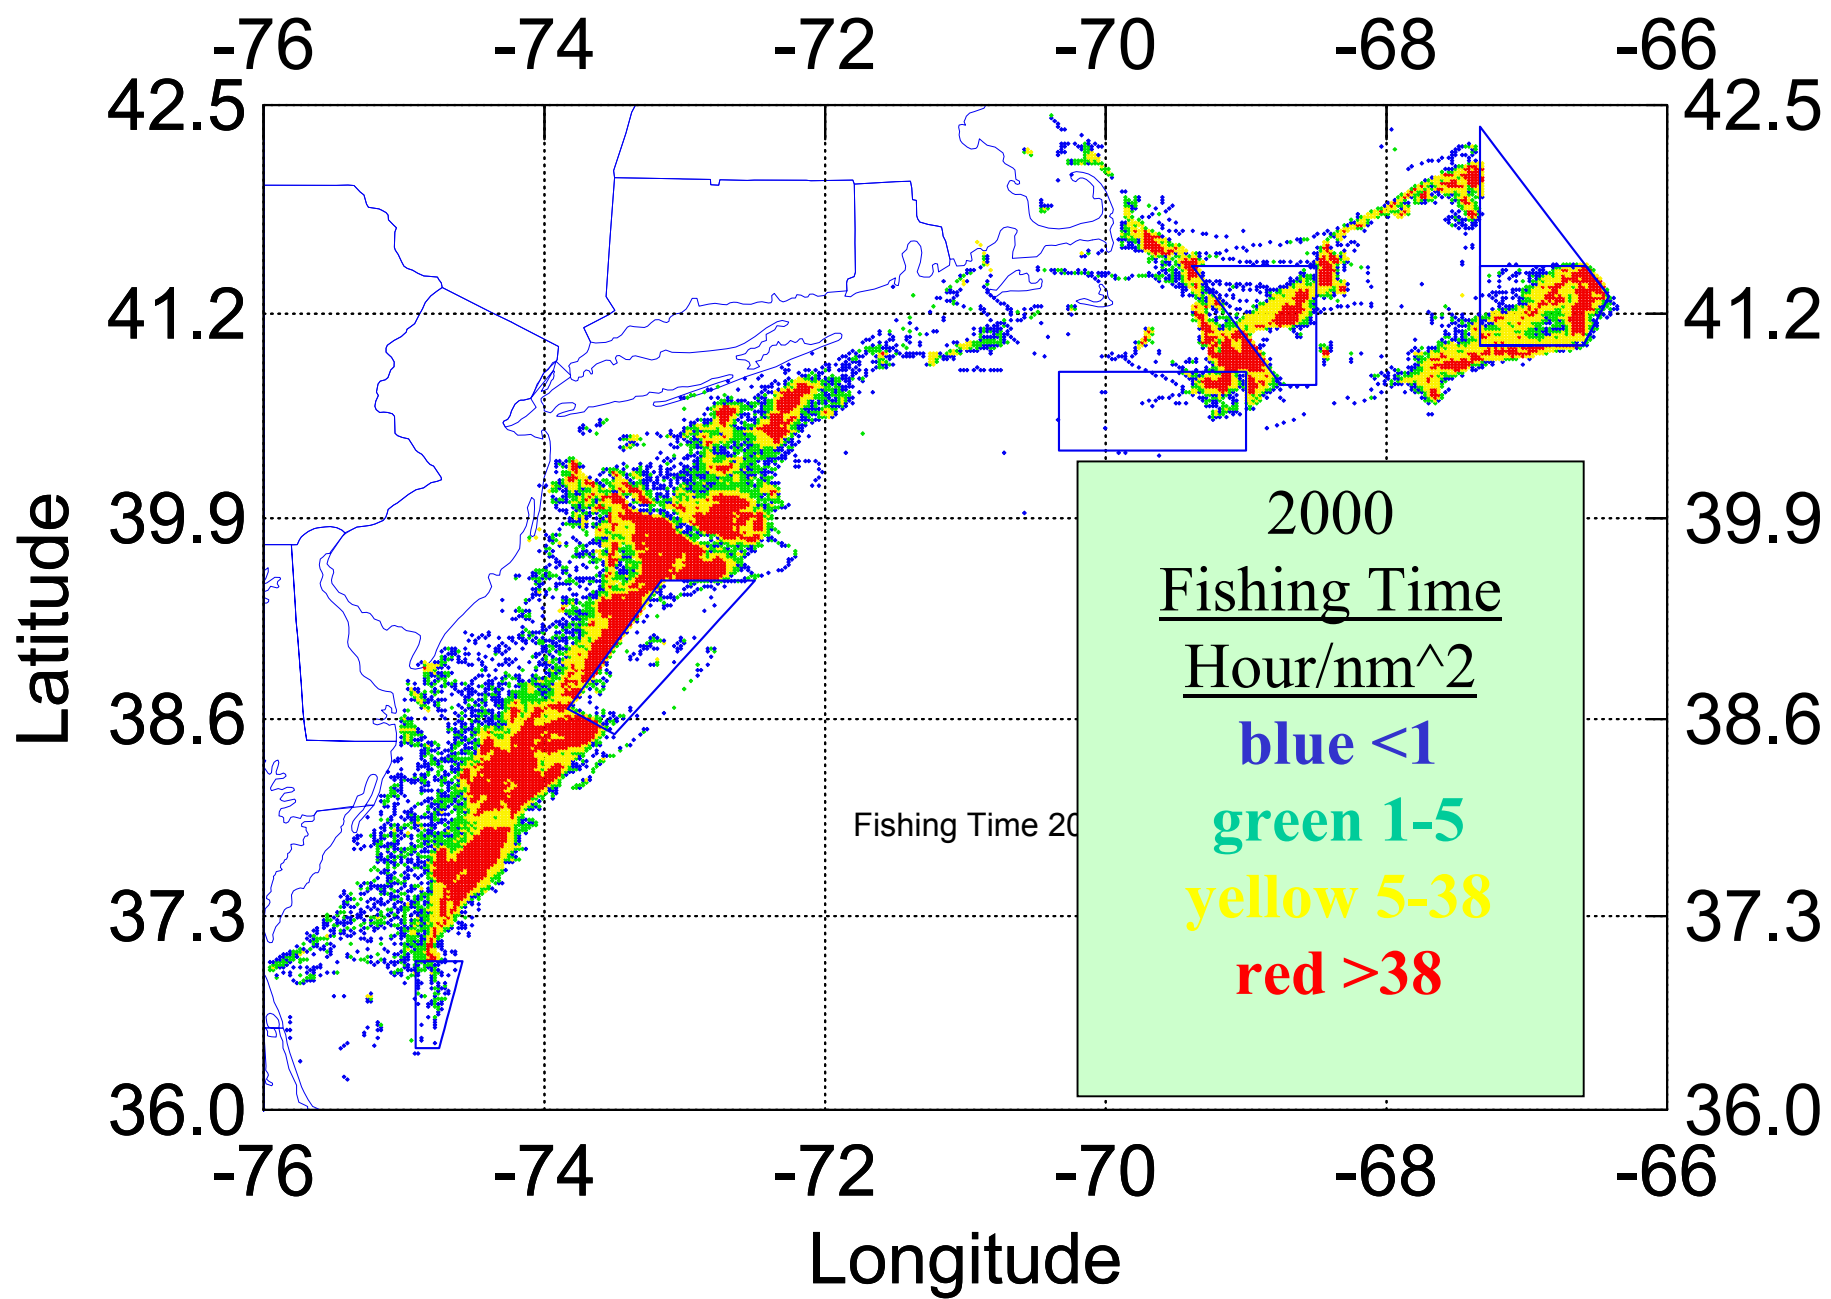 -76 -74 -72 -70 -68 -66
42.5 42.5
41.2 41.2
39.9 39.9
38.6 38.6
37.3 37.3
36.0 36.0
Latitude
2000
Fishing Time
Hour/nm^2
blue <1
green 1-5
yellow 5-38
red >38
Fishing Time 20
-76 -74 -72 -70 -68 -66
Longitude